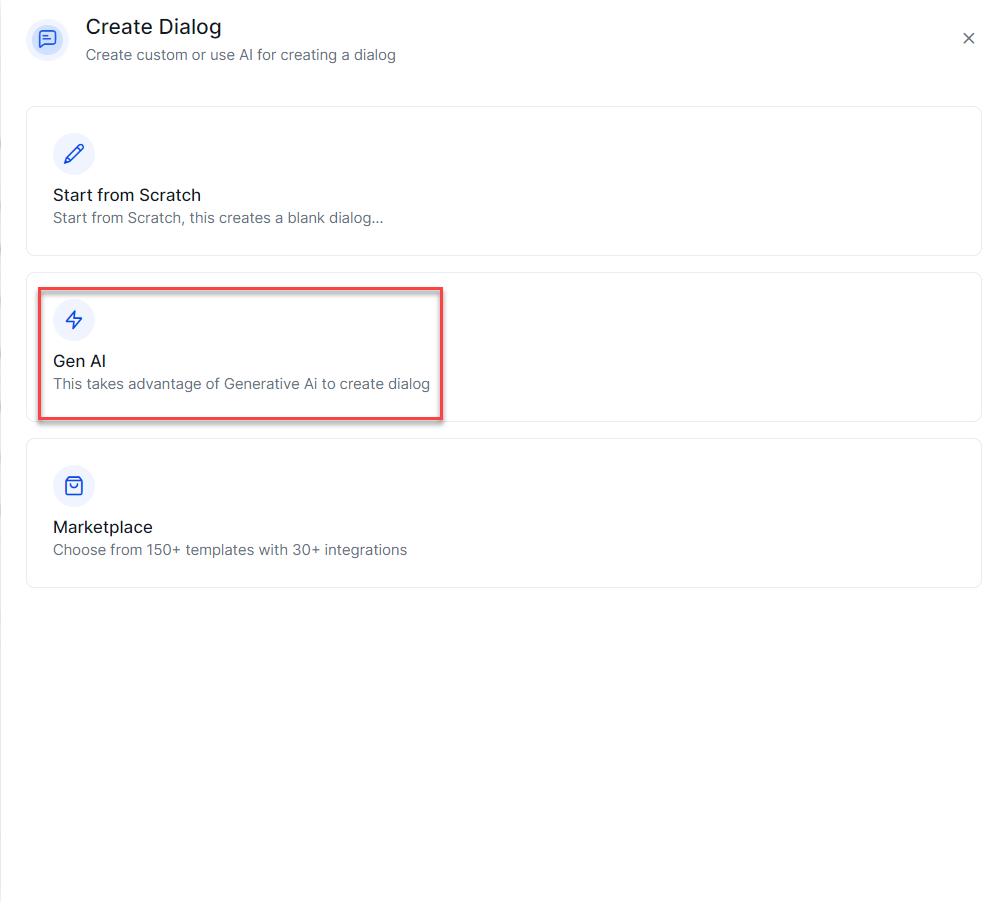 Create Dialog
Create custom or use AI for creating a dialog
Start from Scratch
Start from Scratch, this creates a blank dialog...
Gen AI
This takes advantage of Generative Ai to create dialog
Marketplace
Choose from 150+ templates with 30+ integrations